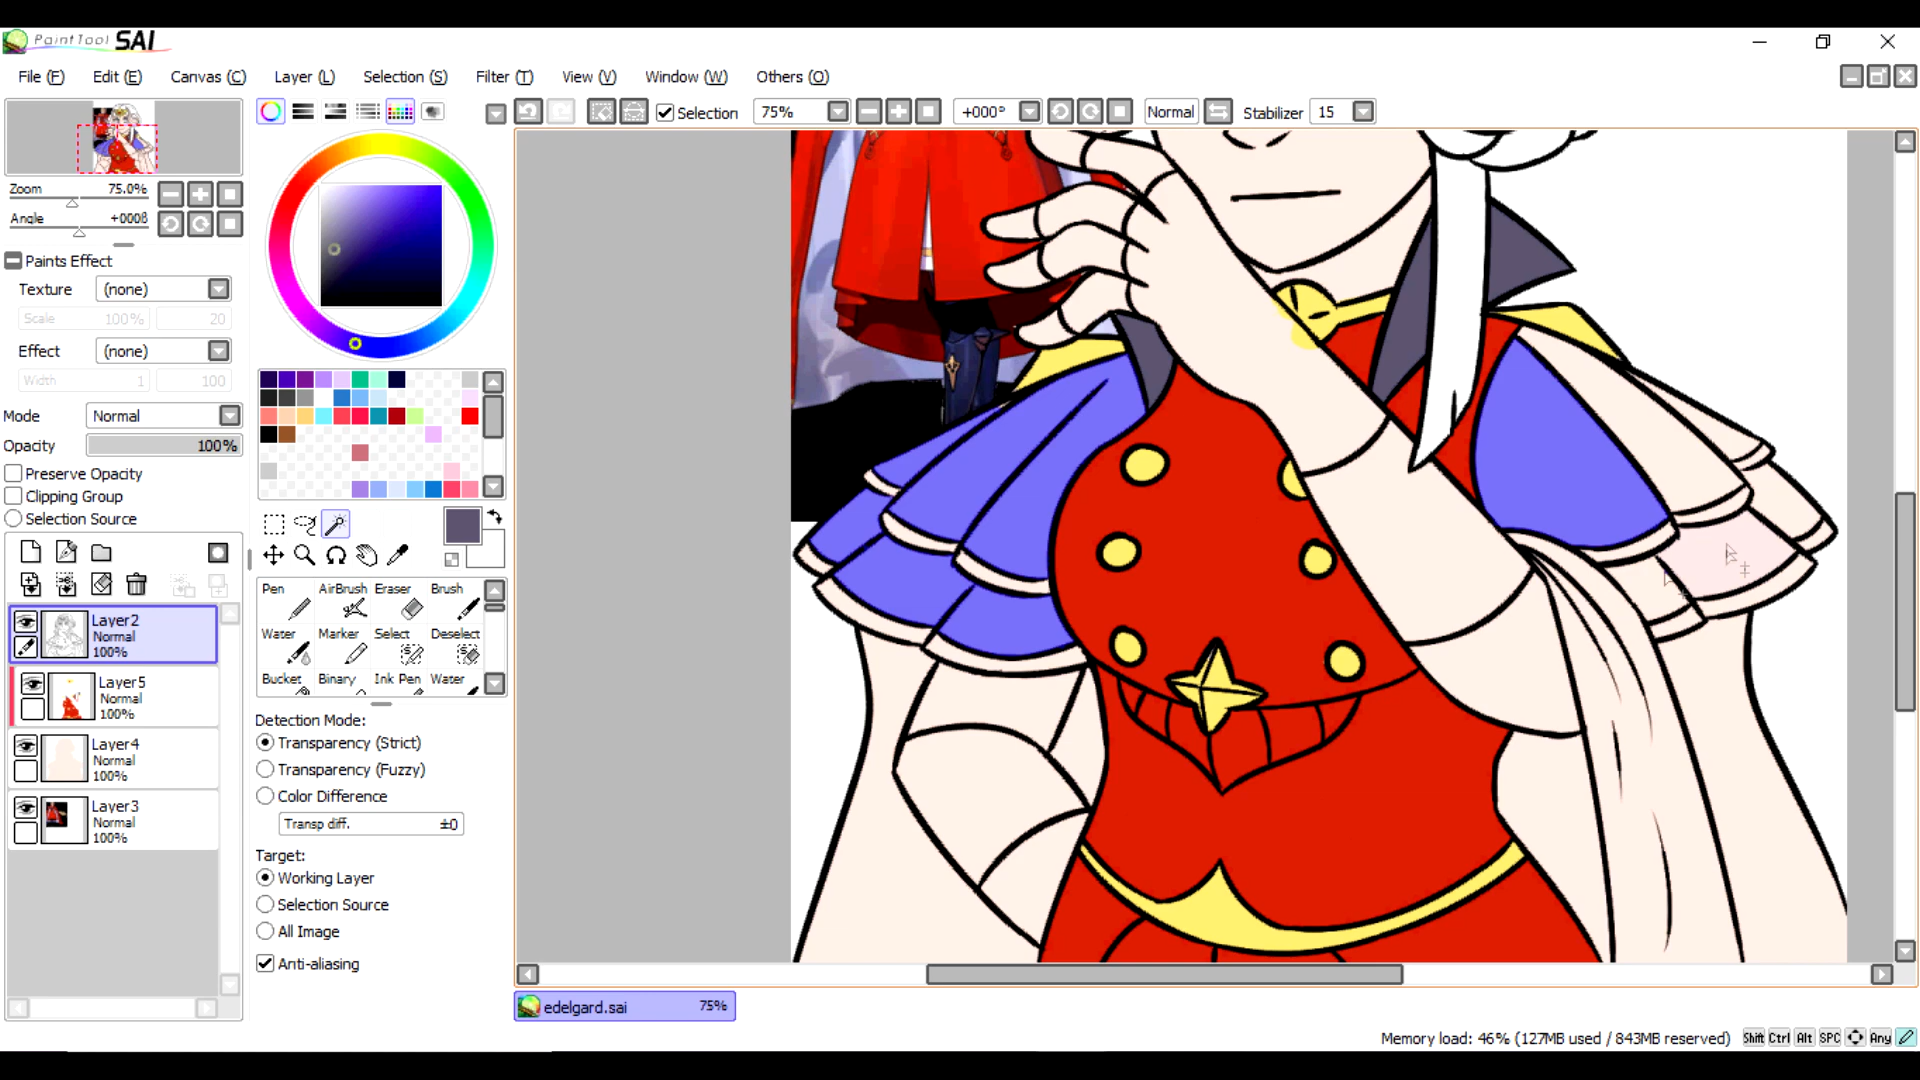 PaintTool SAI
File (F) Edit (E) Canvas (C) Layer (L) Selection (S) Filter (T) View (V) Window (W) Others (O)
Selection 75% +000º Normal Stabilizer 15
Zoom 75.0%
Angle +0008
Paints Effect
Texture (none)
Scale 100% 20
Effect (none)
Width 1 100
Mode Normal
Opacity 100%
Preserve Opacity
Clipping Group
Selection Source
Layer2
Normal
100%
Layer5
Normal
100%
Layer4
Normal
100%
Layer3
Normal
100%
Pen AirBrush Eraser Brush
Water Marker Select Deselect
Bucket Binary Ink Pen Water
Detection Mode:
Transparency (Strict)
Transparency (Fuzzy)
Color Difference
Transp diff. ±0
Target:
Working Layer
Selection Source
All Image
Anti-aliasing
edelgard.sai 75%
Memory load: 46% (127MB used / 843MB reserved) Shift Ctrl Alt SPC Any